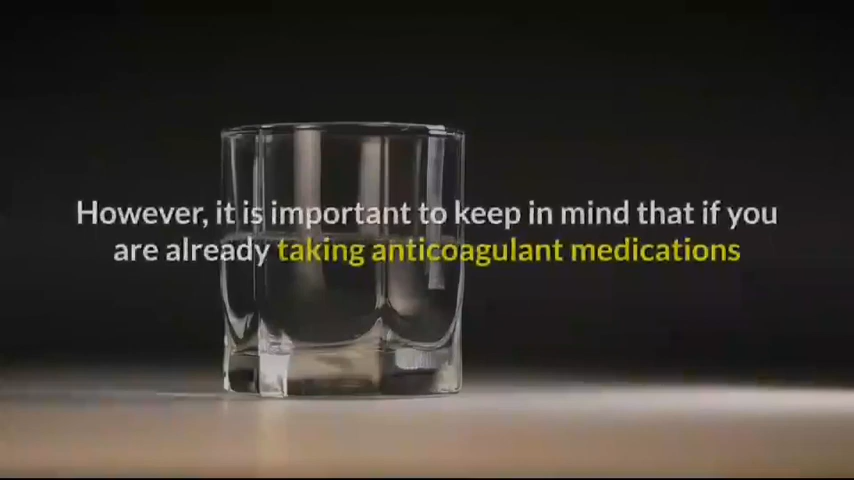 However, it is important to keep in mind that if you
are already taking anticoagulant medications